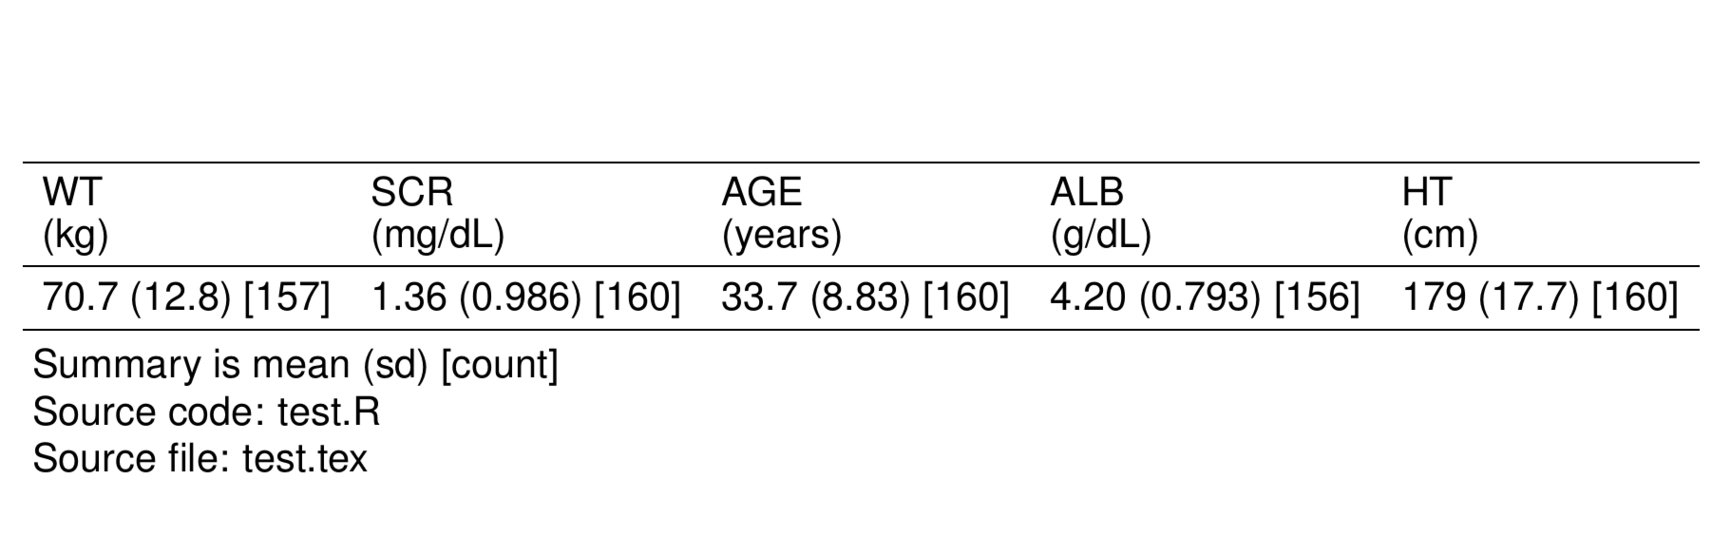 WT SCR AGE ALB HT
(kg) (mg/dL) (years) (g/dL) (cm)
70.7 (12.8) [157] 1.36 (0.986) [160] 33.7 (8.83) [160] 4.20 (0.793) [156] 179 (17.7) [160]
Summary is mean (sd) [count]
Source code: test.R
Source file: test.tex